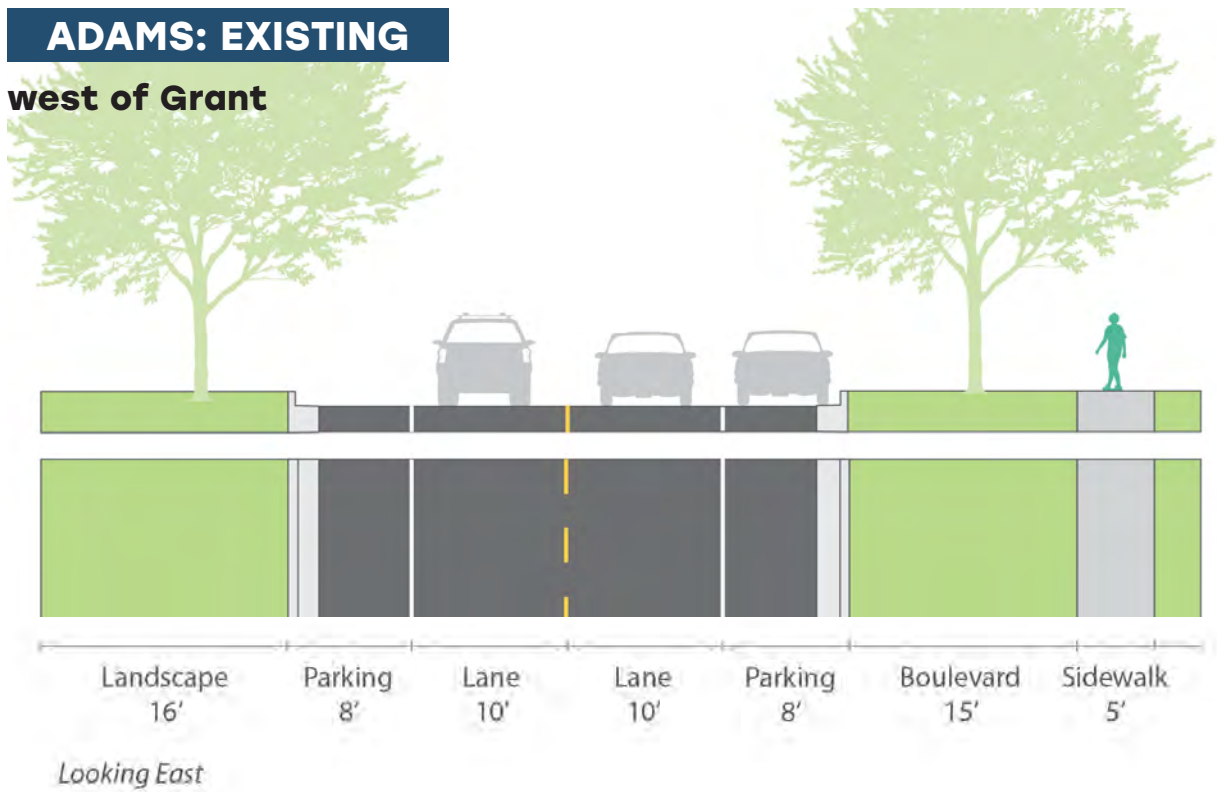 ADAMS: EXISTING
west of Grant
Landscape Parking Lane Lane Parking Boulevard Sidewalk
16' 8' 10' 10' 8' 15' 5'
Looking East